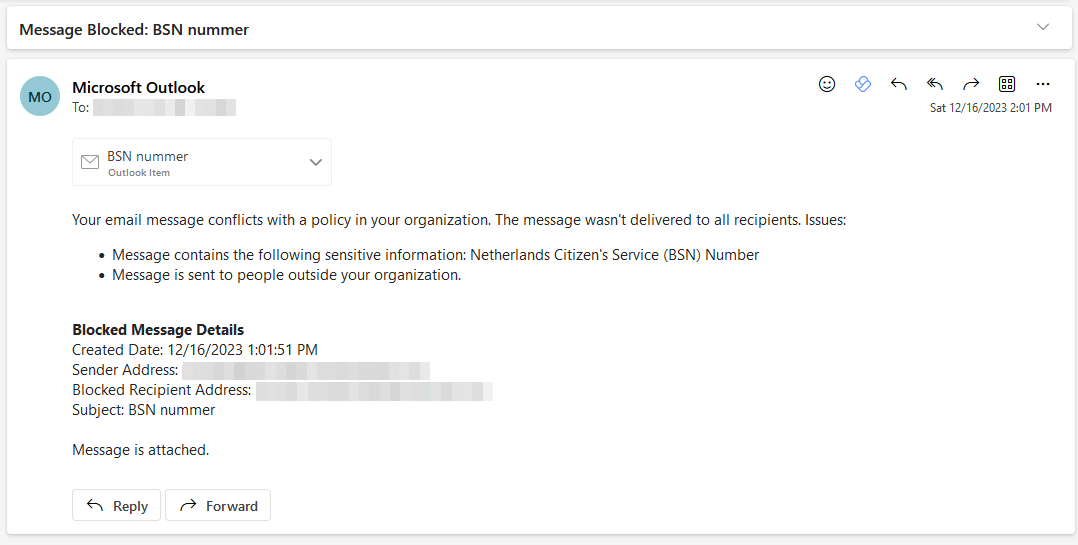 Message Blocked: BSN nummer
MO
Microsoft Outlook
To:
Sat 12/16/2023 2:01 PM
BSN nummer
Outlook Item
Your email message conflicts with a policy in your organization. The message wasn't delivered to all recipients. Issues:
• Message contains the following sensitive information: Netherlands Citizen's Service (BSN) Number
• Message is sent to people outside your organization.
Blocked Message Details
Created Date: 12/16/2023 1:01:51 PM
Sender Address:
Blocked Recipient Address:
Subject: BSN nummer
Message is attached.
Reply
Forward